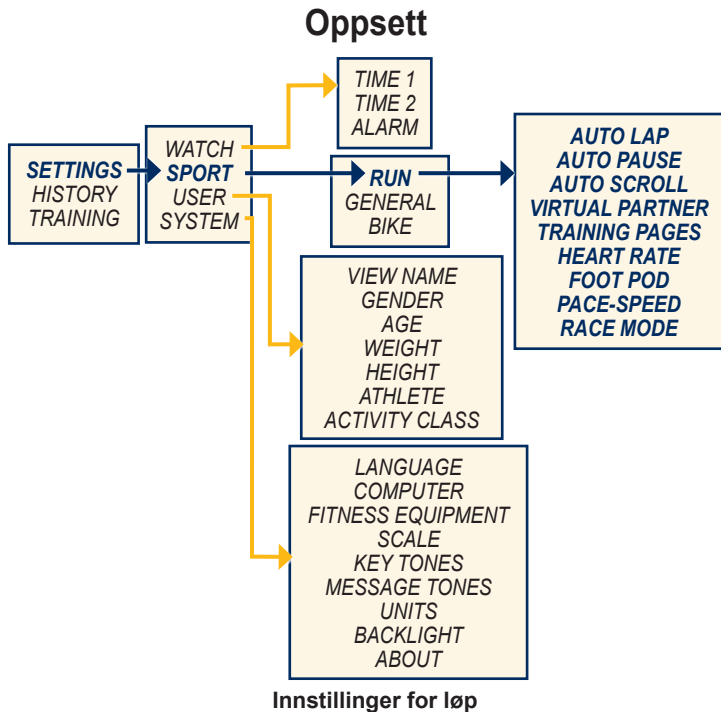 Oppsett
SETTINGS
HISTORY
TRAINING
WATCH
SPORT
USER
SYSTEM
TIME 1
TIME 2
ALARM
RUN
GENERAL
BIKE
AUTO LAP
AUTO PAUSE
AUTO SCROLL
VIRTUAL PARTNER
TRAINING PAGES
HEART RATE
FOOT POD
PACE-SPEED
RACE MODE
VIEW NAME
GENDER
AGE
WEIGHT
HEIGHT
ATHLETE
ACTIVITY CLASS
LANGUAGE
COMPUTER
FITNESS EQUIPMENT
SCALE
KEY TONES
MESSAGE TONES
UNITS
BACKLIGHT
ABOUT
Innstillinger for løp